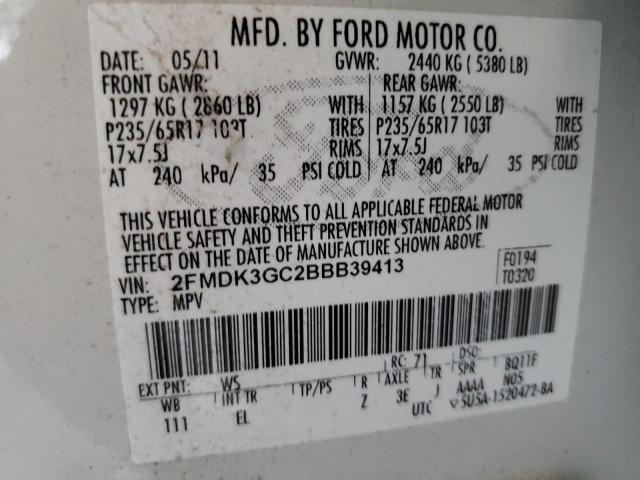 MFD. BY FORD MOTOR CO.
DATE: 05/11 GVWR: 2440 KG ( 5380 LB)
FRONT GAWR: REAR GAWR:
1297 KG ( 2860 LB) WITH 1157 KG ( 2550 LB) WITH
P235/65R17 103T TIRES P235/65R17 103T TIRES
17x7.5J RIMS 17x7.5J RIMS
AT 240 kPa/ 35 PSI COLD AT 240 kPa/ 35 PSI COLD
THIS VEHICLE CONFORMS TO ALL APPLICABLE FEDERAL MOTOR
VEHICLE SAFETY AND THEFT PREVENTION STANDARDS IN
EFFECT ON THE DATE OF MANUFACTURE SHOWN ABOVE.
VIN: 2FMDK3GC2BBB39413 F0194
TYPE: MPV T0320
RC: 71 DSO:
EXT PNT: WS AXLE TR SPR BQ11F
WB INT TR TP/PS R 3E J AAAA N05
111 EL Z UTC 5U5A-1520472-BA